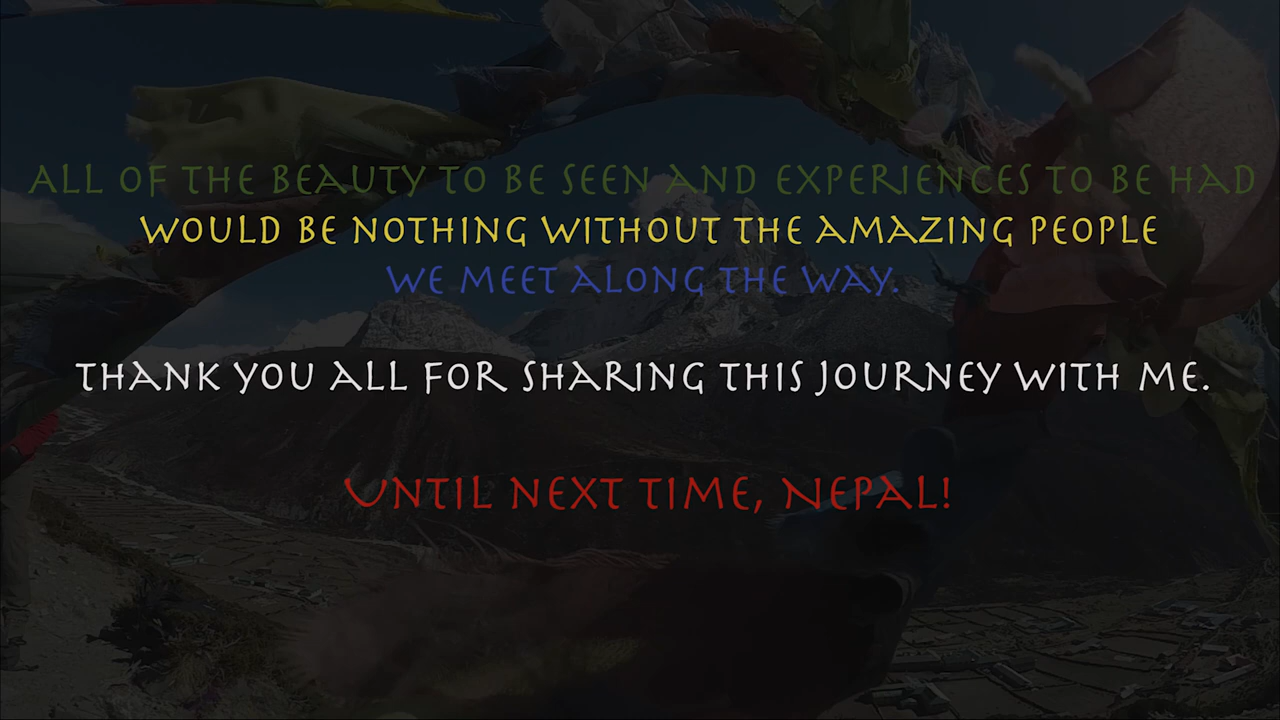 All of the beauty to be seen and experiences to be had
would be nothing without the amazing people
we meet along the way.
Thank you all for sharing this journey with me.
Until next time, Nepal!